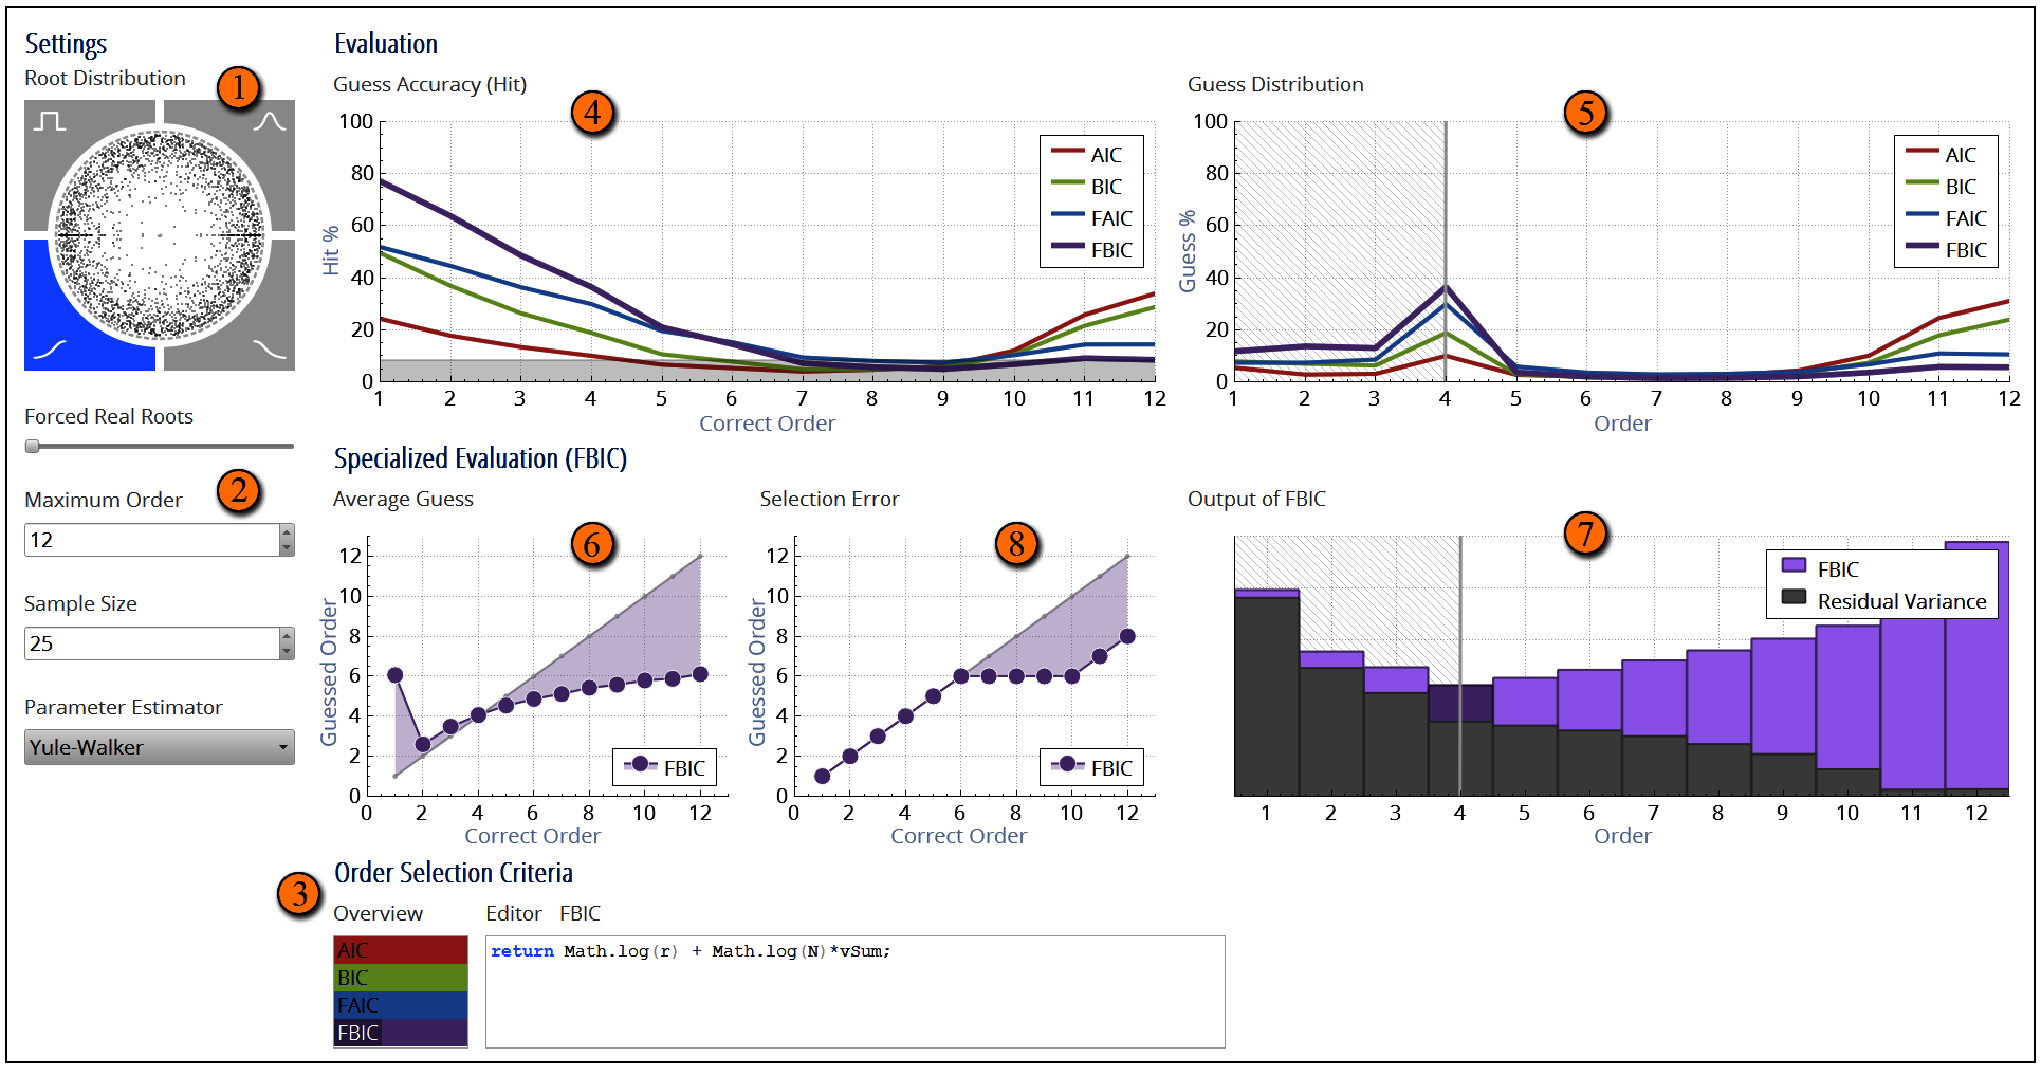 Settings
Root Distribution
1
Forced Real Roots
Maximum Order
2
12
Sample Size
25
Parameter Estimator
Yule-Walker
Evaluation
Guess Accuracy (Hit)
4
100
80
60
40
20
0
Hit %
1 2 3 4 5 6 7 8 9 10 11 12
Correct Order
AIC
BIC
FAIC
FBIC
Guess Distribution
5
100
80
60
40
20
0
Guess %
1 2 3 4 5 6 7 8 9 10 11 12
Order
AIC
BIC
FAIC
FBIC
Specialized Evaluation (FBIC)
Average Guess
6
12
10
8
6
4
2
0
Guessed Order
0 2 4 6 8 10 12
Correct Order
FBIC
Selection Error
8
12
10
8
6
4
2
0
Guessed Order
0 2 4 6 8 10 12
Correct Order
FBIC
Output of FBIC
7
FBIC
Residual Variance
1 2 3 4 5 6 7 8 9 10 11 12
Order
3
Order Selection Criteria
Overview
AIC
BIC
FAIC
FBIC
Editor FBIC
return Math.log(r) + Math.log(N)*vSum;